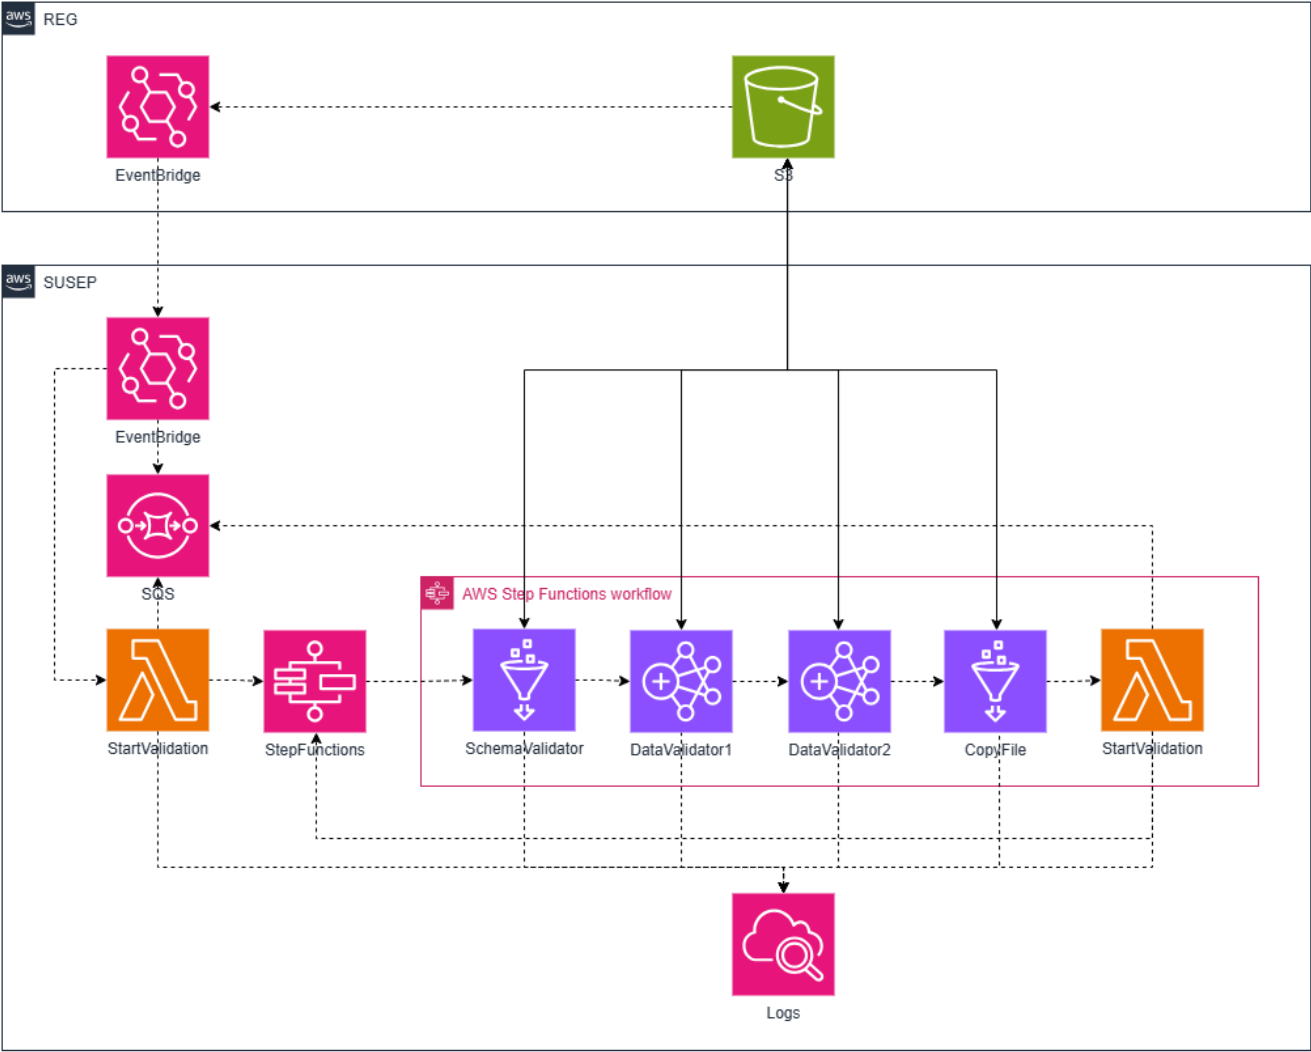 aws REG
EventBridge
S3
aws SUSEP
EventBridge
SQS
AWS Step Functions workflow
StartValidation
StepFunctions
SchemaValidator
DataValidator1
DataValidator2
CopyFile
StartValidation
Logs